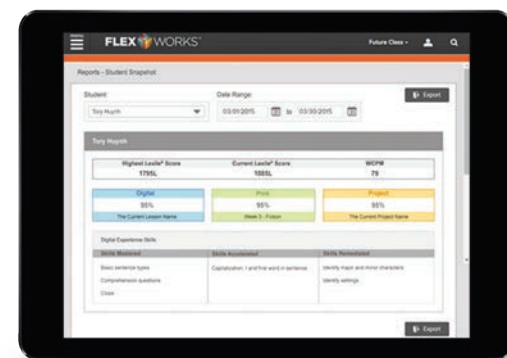 FLEX WORKS™
Future Class
Reports - Student Snapshot
Student:
Date Range:
Export
Tory Huynh
03/01/2015 to 03/30/2015
Tory Huynh
Highest Lexile® Score
Current Lexile® Score
WCPM
1795L
1885L
79
Digital
Print
Project
95%
95%
95%
The Current Lesson Name
Week 3 - Fiction
The Current Project Name
Digital Experience Skills
Skills Mastered
Skills Accelerated
Skills Remediated
Basic sentence types
Capitalization: I and first word in sentence
Identify major and minor characters
Comprehension questions
Identify settings
Cloze
Export